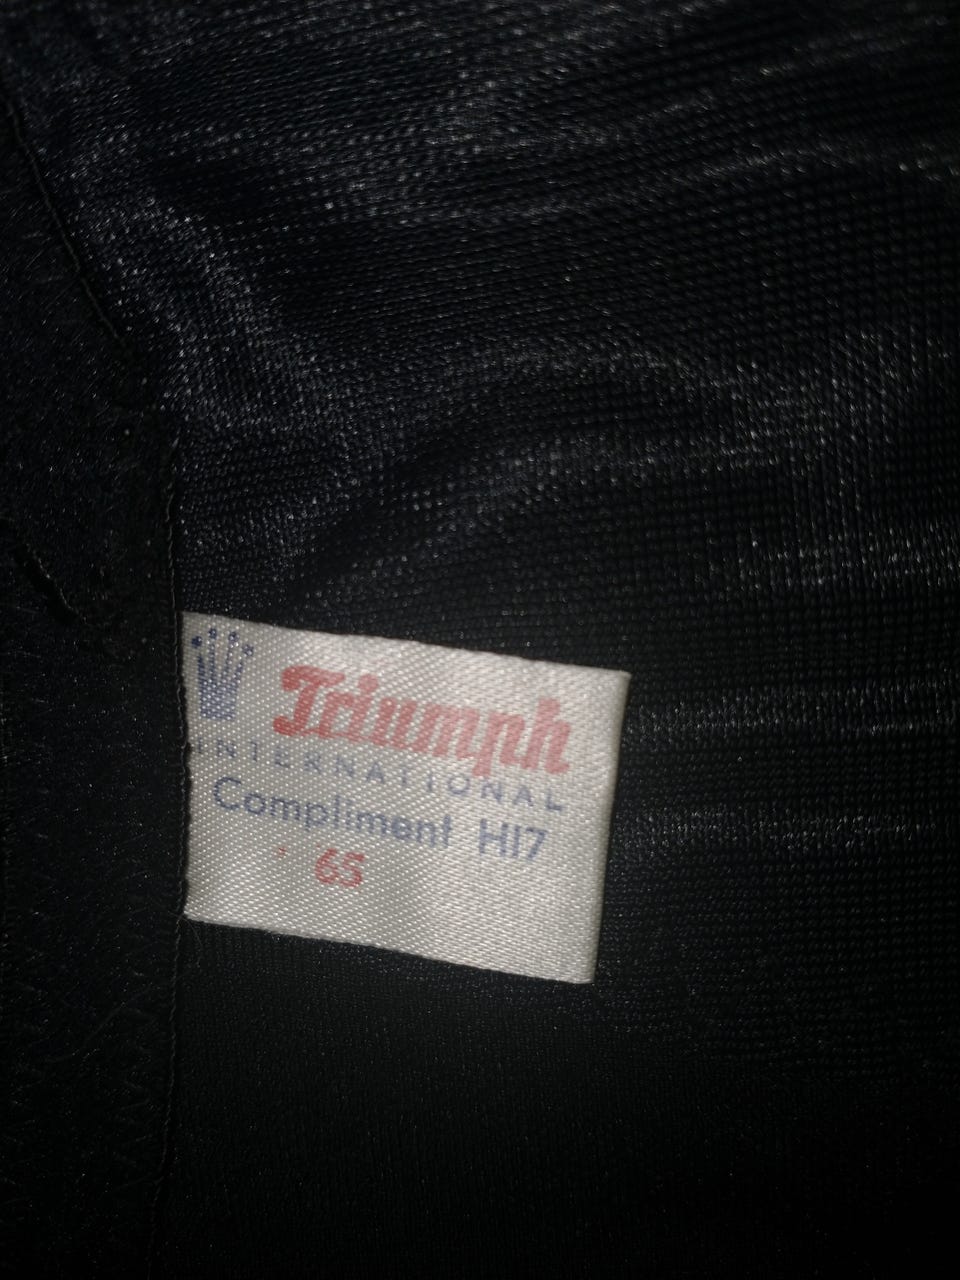 Triumph
INTERNATIONAL
Compliment H17
65